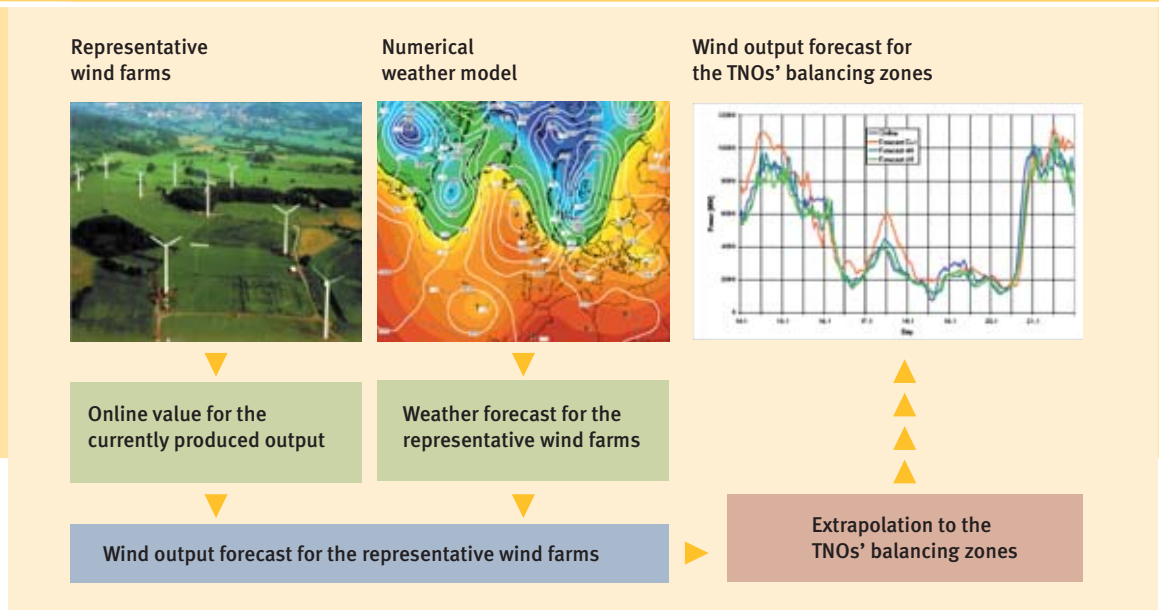 Representative
wind farms
Numerical
weather model
Wind output forecast for
the TNOs’ balancing zones
Online value for the
currently produced output
Weather forecast for the
representative wind farms
Wind output forecast for the representative wind farms
Extrapolation to the
TNOs’ balancing zones